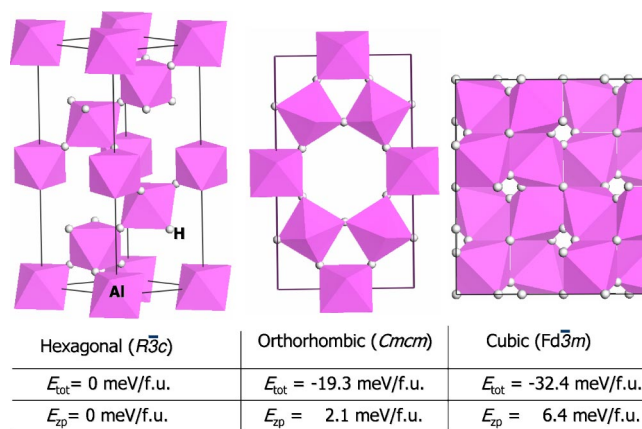 H
Al
Hexagonal (R3̅c) Orthorhombic (Cmcm) Cubic (Fd3̅m)
Etot= 0 meV/f.u. Etot= -19.3 meV/f.u. Etot= -32.4 meV/f.u.
Ezp= 0 meV/f.u. Ezp = 2.1 meV/f.u. Ezp = 6.4 meV/f.u.